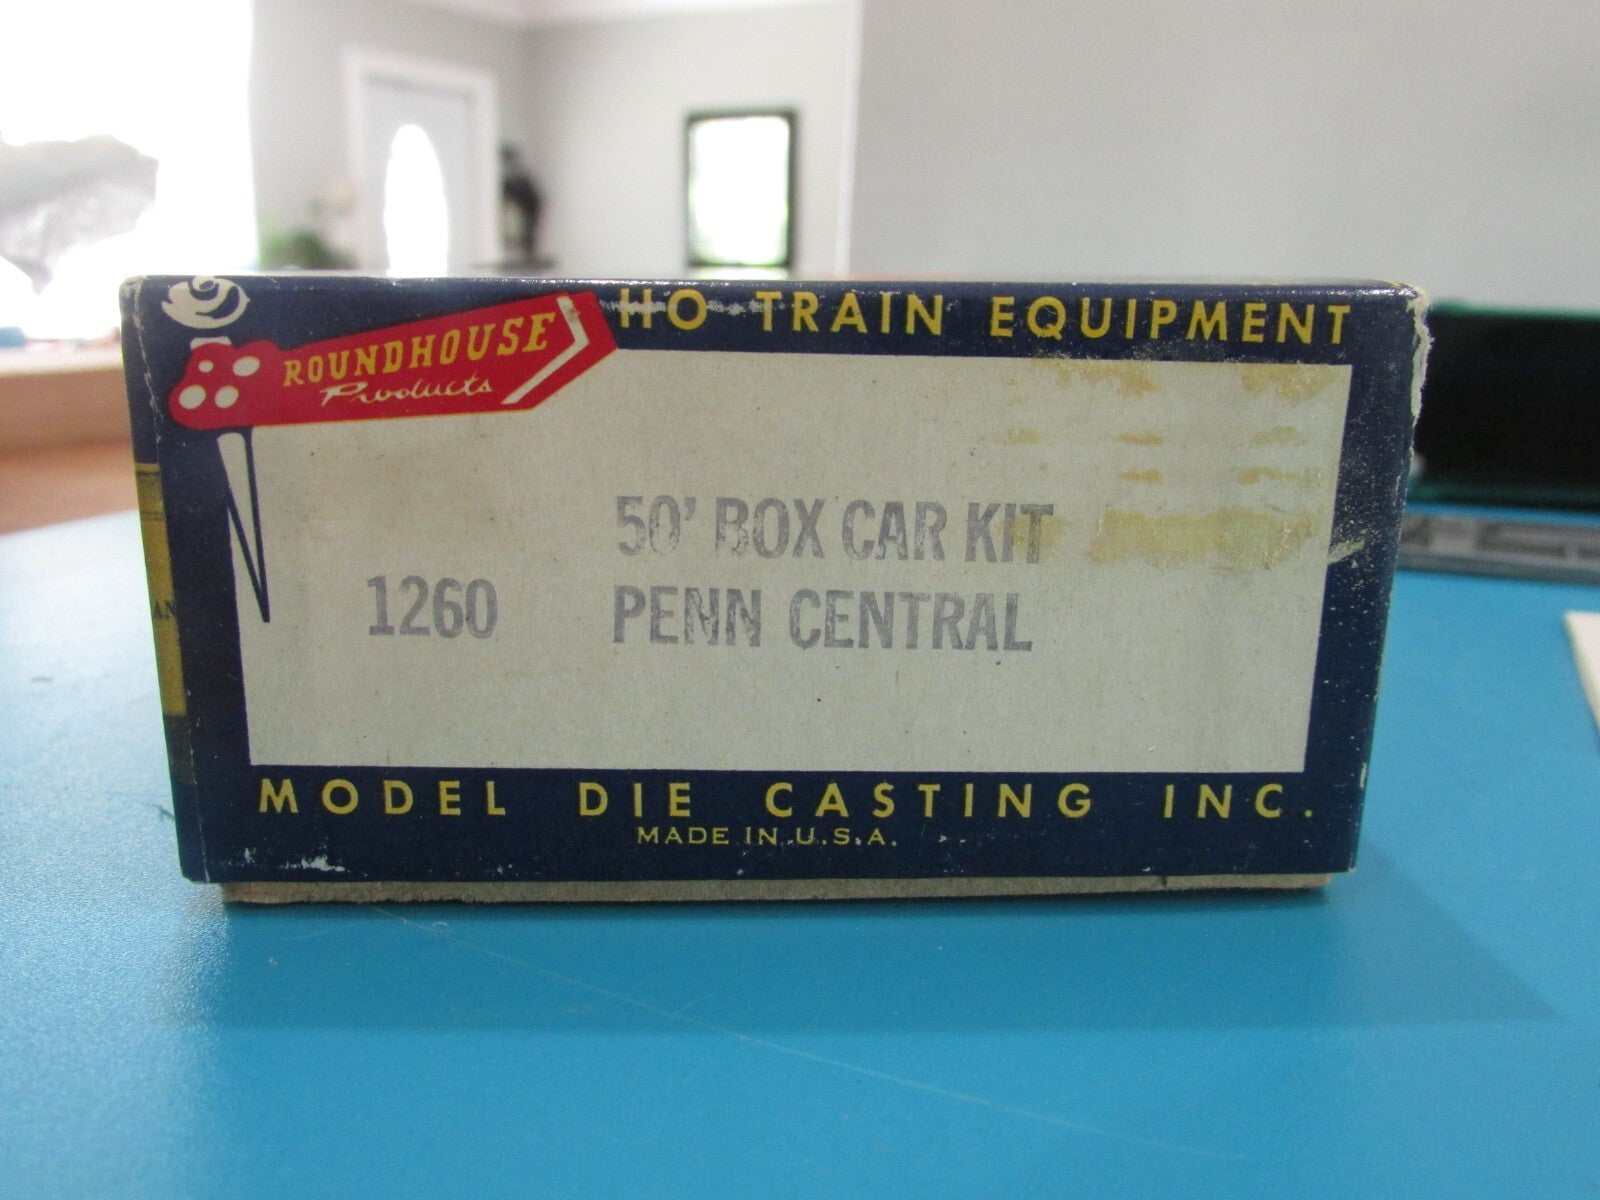 ROUNDHOUSE
Products
HO TRAIN EQUIPMENT
50' BOX CAR KIT
1260 PENN CENTRAL
MODEL DIE CASTING INC.
MADE IN U.S.A.